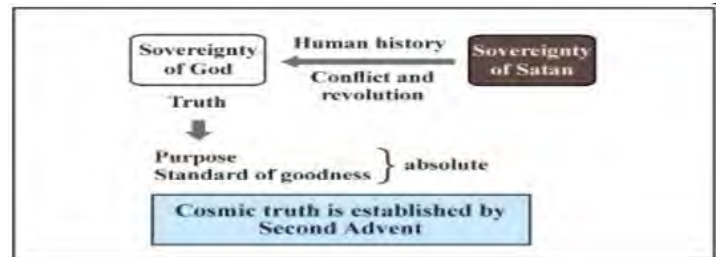 Sovereignty
of God
Human history
Conflict and
revolution
Sovereignty
of Satan
Truth
Purpose
Standard of goodness
absolute
Cosmic truth is established by
Second Advent